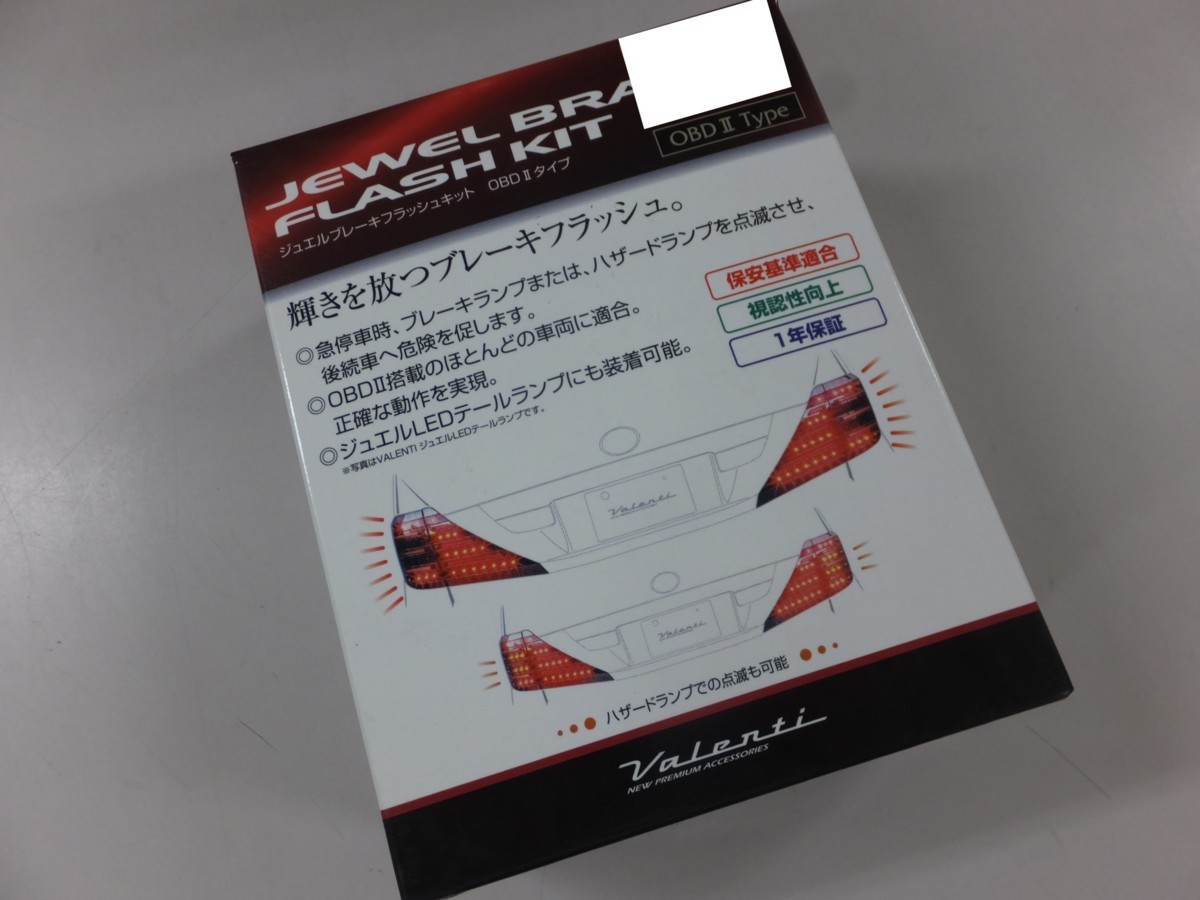 JEWEL BRA
FLASH KIT
OBD II Type
ジュエルブレーキフラッシュキット OBD II タイプ
輝きを放つブレーキフラッシュ。
◎急停車時、ブレーキランプまたは、ハザードランプを点滅させ、
後続車へ危険を促します。
◎OBDII搭載のほとんどの車両に適合。
正確な動作を実現。
◎ジュエルLEDテールランプにも装着可能。
※写真はVALENTI ジュエルLEDテールランプです。
保安基準適合
視認性向上
1年保証
Valenti
Valenti
ハザードランプでの点滅も可能
Valenti
NEW PREMIUM ACCESSORIES